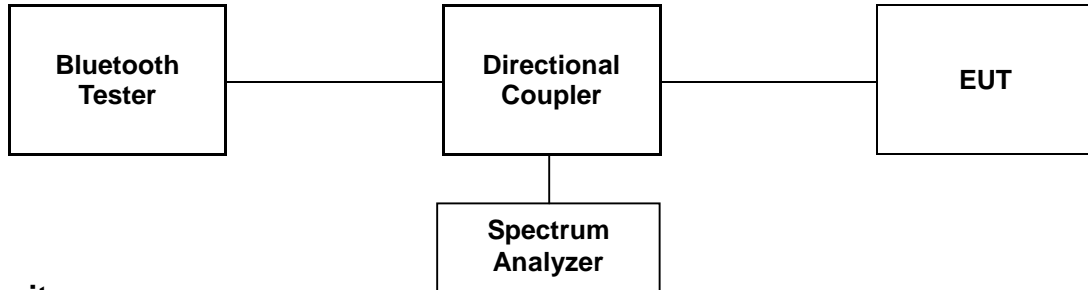 Bluetooth
Tester
Directional
Coupler
EUT
Spectrum
Analyzer